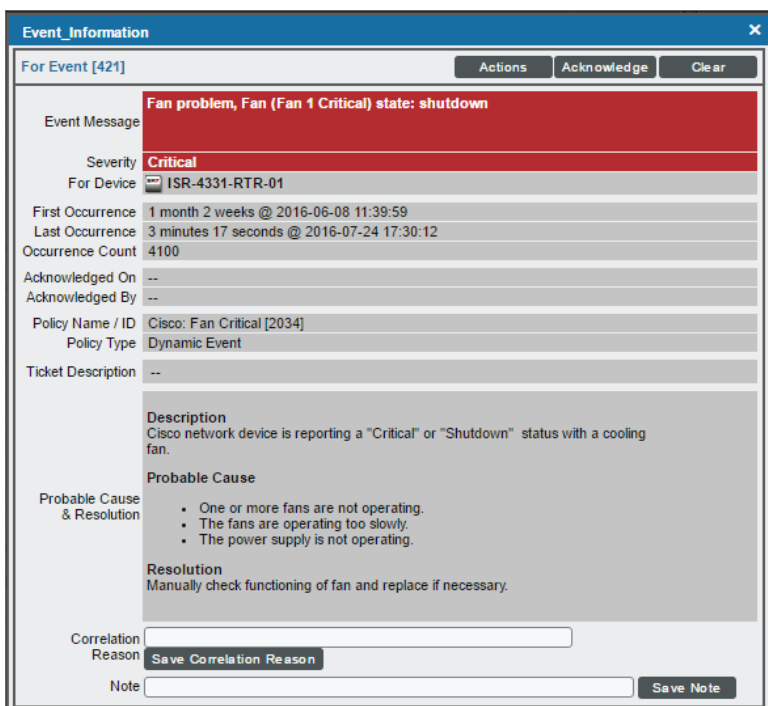 Event_Information
For Event [421] Actions Acknowledge Clear
Event Message Fan problem, Fan (Fan 1 Critical) state: shutdown
Severity Critical
For Device ISR-4331-RTR-01
First Occurrence 1 month 2 weeks @ 2016-06-08 11:39:59
Last Occurrence 3 minutes 17 seconds @ 2016-07-24 17:30:12
Occurrence Count 4100
Acknowledged On --
Acknowledged By --
Policy Name / ID Cisco: Fan Critical [2034]
Policy Type Dynamic Event
Ticket Description --
Probable Cause
& Resolution
Description
Cisco network device is reporting a "Critical" or "Shutdown" status with a cooling
fan.
Probable Cause
• One or more fans are not operating.
• The fans are operating too slowly.
• The power supply is not operating.
Resolution
Manually check functioning of fan and replace if necessary.
Correlation
Reason
Save Correlation Reason
Note Save Note